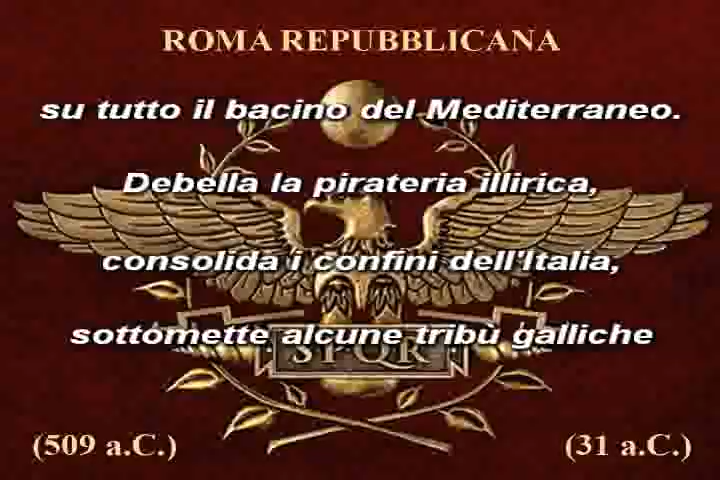 ROMA REPUBBLICANA
su tutto il bacino del Mediterraneo.
Debella la pirateria illirica,
consolida i confini dell'Italia,
sottomette alcune tribù galliche
SPQR
(509 a.C.)
(31 a.C.)